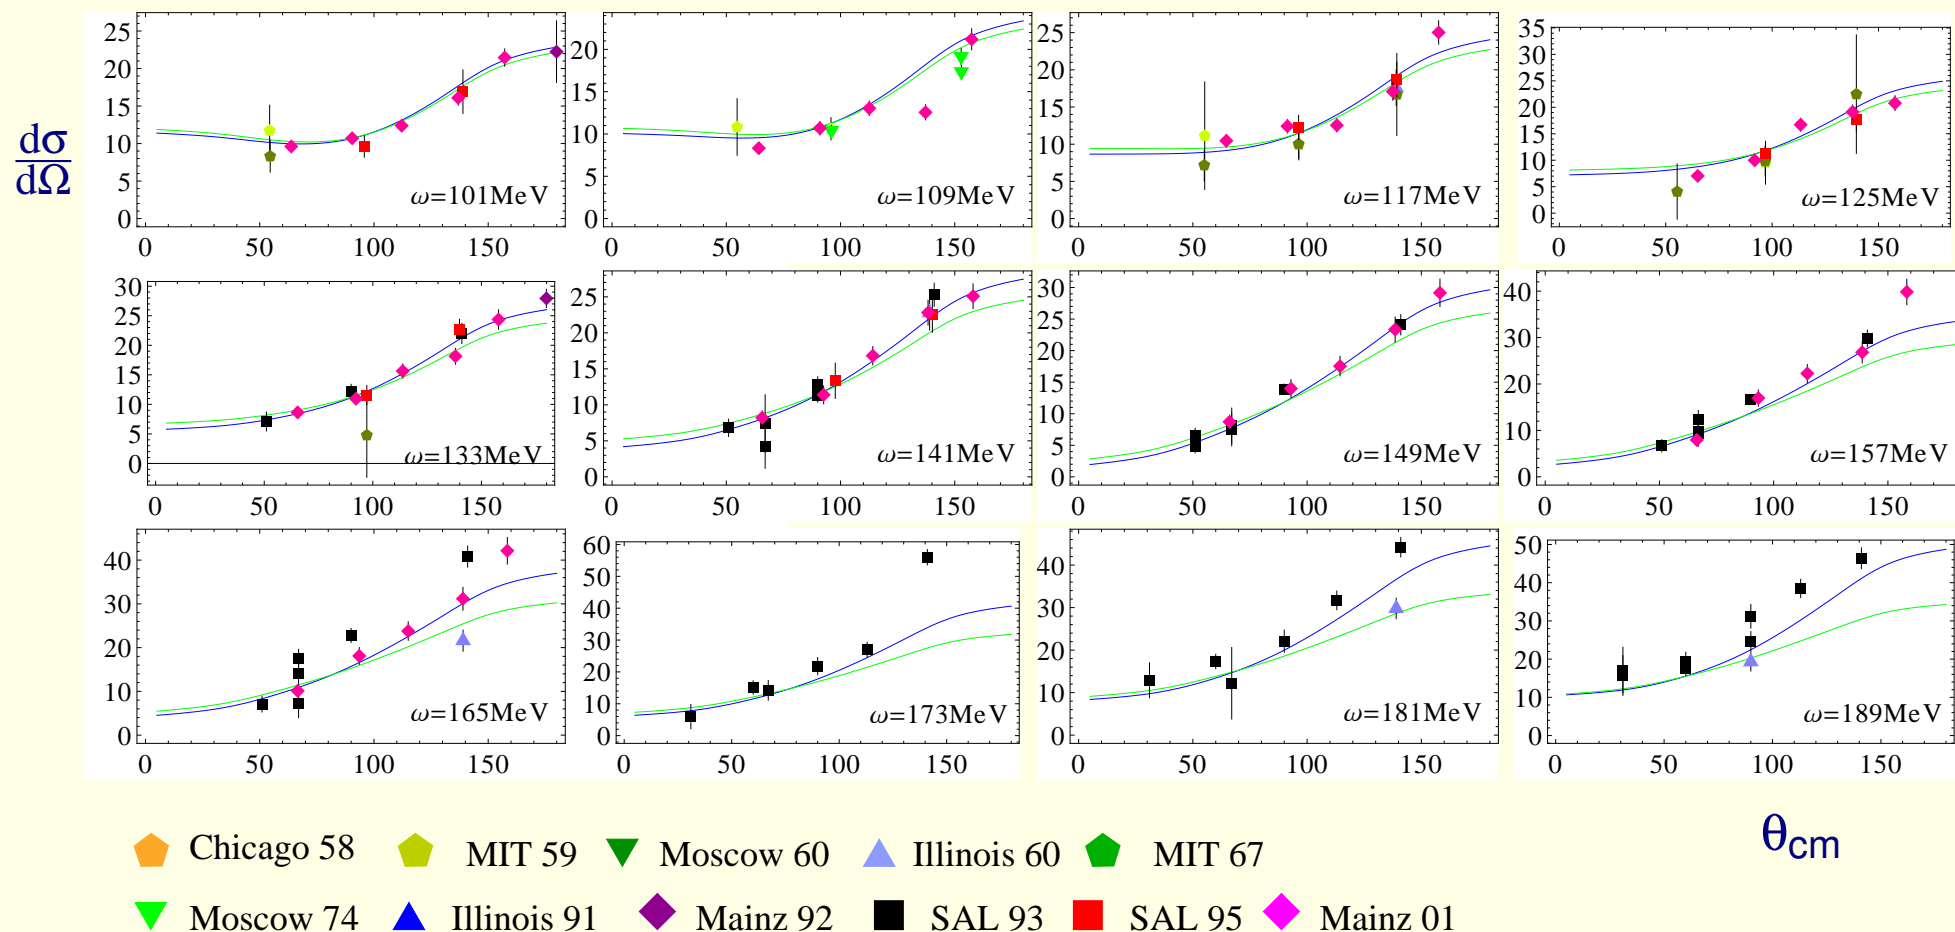 dσ
dΩ
25
20
15
10
5
0
0 50 100 150
ω=101MeV
20
15
10
5
0
0 50 100 150
ω=109MeV
25
20
15
10
5
0
0 50 100 150
ω=117MeV
35
30
25
20
15
10
5
0
0 50 100 150
ω=125MeV
30
25
20
15
10
5
0
0 50 100 150
ω=133MeV
25
20
15
10
5
0
0 50 100 150
ω=141MeV
30
25
20
15
10
5
0
0 50 100 150
ω=149MeV
40
30
20
10
0
0 50 100 150
ω=157MeV
40
30
20
10
0
0 50 100 150
ω=165MeV
60
50
40
30
20
10
0
0 50 100 150
ω=173MeV
40
30
20
10
0
0 50 100 150
ω=181MeV
50
40
30
20
10
0
0 50 100 150
ω=189MeV
θcm
Chicago 58 MIT 59 Moscow 60 Illinois 60 MIT 67
Moscow 74 Illinois 91 Mainz 92 SAL 93 SAL 95 Mainz 01